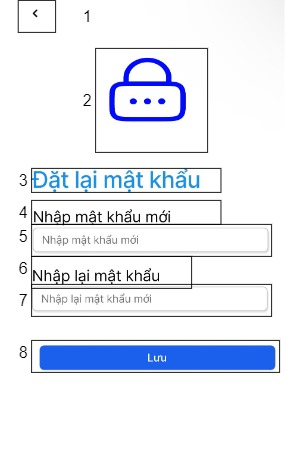 1
2
3 Đặt lại mật khẩu
4 Nhập mật khẩu mới
5 Nhập mật khẩu mới
6 Nhập lại mật khẩu
7 Nhập lại mật khẩu mới
8 Lưu